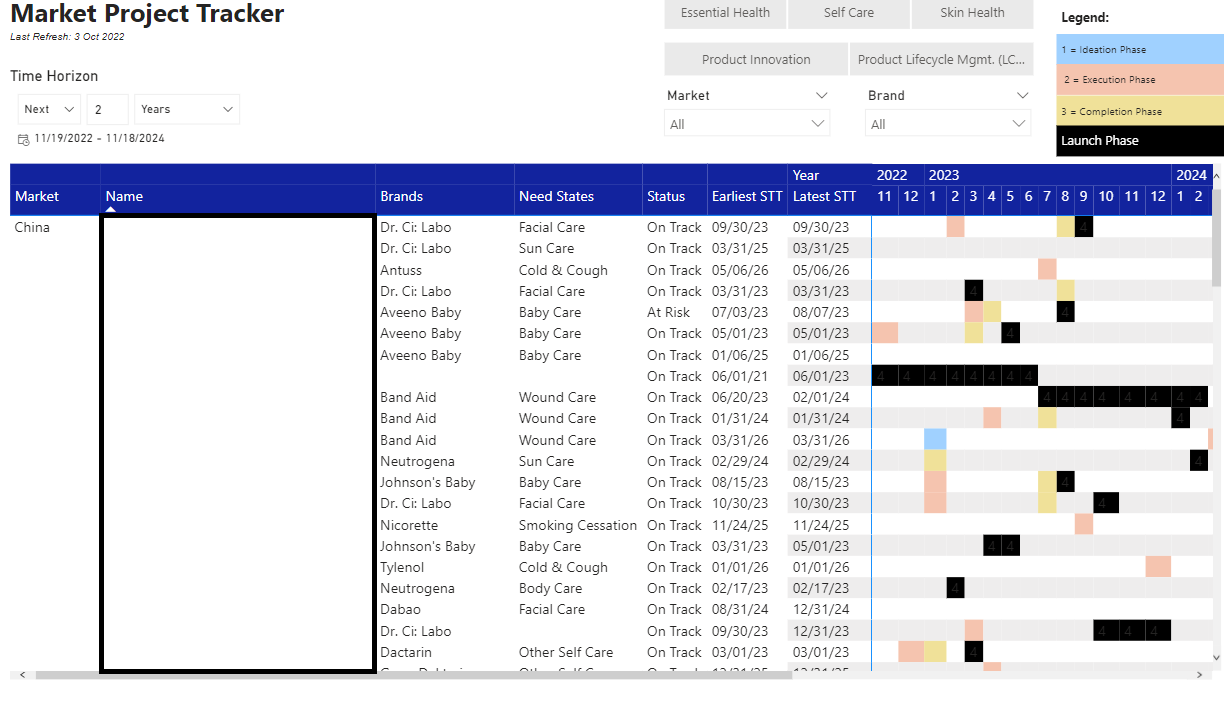 Market Project Tracker
Last Refresh: 3 Oct 2022
Time Horizon
Next 2 Years
11/19/2022 - 11/18/2024
Essential Health Self Care Skin Health
Product Innovation Product Lifecycle Mgmt. (LC...
Market Brand
All All
Legend:
1 = Ideation Phase
2 = Execution Phase
3 = Completion Phase
Launch Phase
Year 2022 2023 2024
Market Name Brands Need States Status Earliest STT Latest STT 11 12 1 2 3 4 5 6 7 8 9 10 11 12 1 2
China Dr. Ci: Labo Facial Care On Track 09/30/23 09/30/23 4
Dr. Ci: Labo Sun Care On Track 03/31/25 03/31/25
Antuss Cold & Cough On Track 05/06/26 05/06/26
Dr. Ci: Labo Facial Care On Track 03/31/23 03/31/23 4
Aveeno Baby Baby Care At Risk 07/03/23 08/07/23 4
Aveeno Baby Baby Care On Track 05/01/23 05/01/23 4
Aveeno Baby Baby Care On Track 01/06/25 01/06/25
On Track 06/01/21 06/01/23 4 4 4 4 4 4 4 4
Band Aid Wound Care On Track 06/20/23 02/01/24 4 4 4 4 4 4 4 4
Band Aid Wound Care On Track 01/31/24 01/31/24 4
Band Aid Wound Care On Track 03/31/26 03/31/26
Neutrogena Sun Care On Track 02/29/24 02/29/24 4
Johnson's Baby Baby Care On Track 08/15/23 08/15/23 4
Dr. Ci: Labo Facial Care On Track 10/30/23 10/30/23 4
Nicorette Smoking Cessation On Track 11/24/25 11/24/25
Johnson's Baby Baby Care On Track 03/31/23 05/01/23 4 4
Tylenol Cold & Cough On Track 01/01/26 01/01/26
Neutrogena Body Care On Track 02/17/23 02/17/23 4
Dabao Facial Care On Track 08/31/24 12/31/24
Dr. Ci: Labo On Track 09/30/23 12/31/23 4 4 4
Dactarin Other Self Care On Track 03/01/23 03/01/23 4